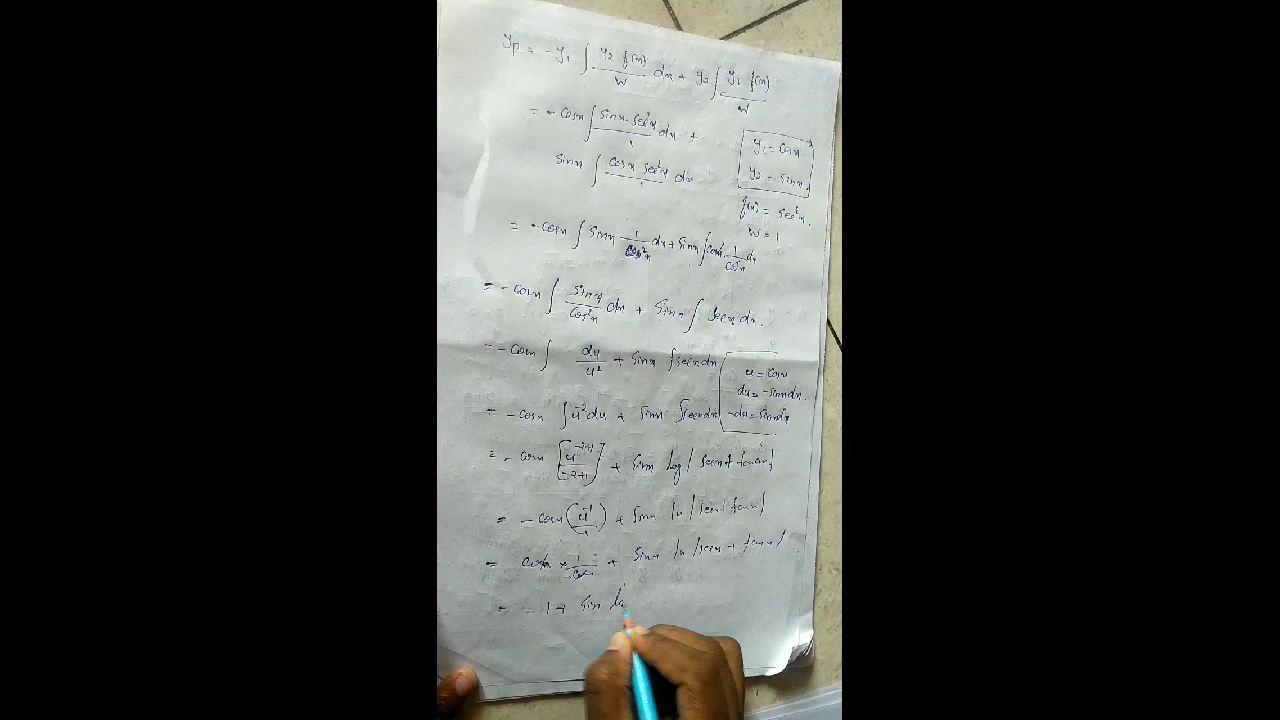 yp = - y₁ ∫ y₂ f(x) / W dx + y₂ ∫ y₁ f(x) / W
= - cosx ∫ sinx · sec²x / 1 dx +
sinx ∫ cosx sec²x / 1 dx
y₁ = cosx
y₂ = sinx
f(x) = sec²x.
W = 1
= - cosx ∫ sinx 1 / cos²x dx + sinx ∫ cosx · 1 / cos²x dx
= - cosx ∫ sinx / cos²x dx + sinx ∫ secx dx.
= - cosx ∫ du / u² + sinx ∫ secx dx
u = cosx
du = -sinx dx.
-du = sinx dx
= - cosx ∫ u⁻² du + sinx ∫ secx dx
= - cosx [u⁻²⁺¹ / -2+1] + sinx log | secx + tanx |
= - cosx (u⁻¹ / -1) + sinx ln | secx + tanx |
= cosx × 1 / cosx + sinx ln | secx + tanx |
= - 1 + sinx ln